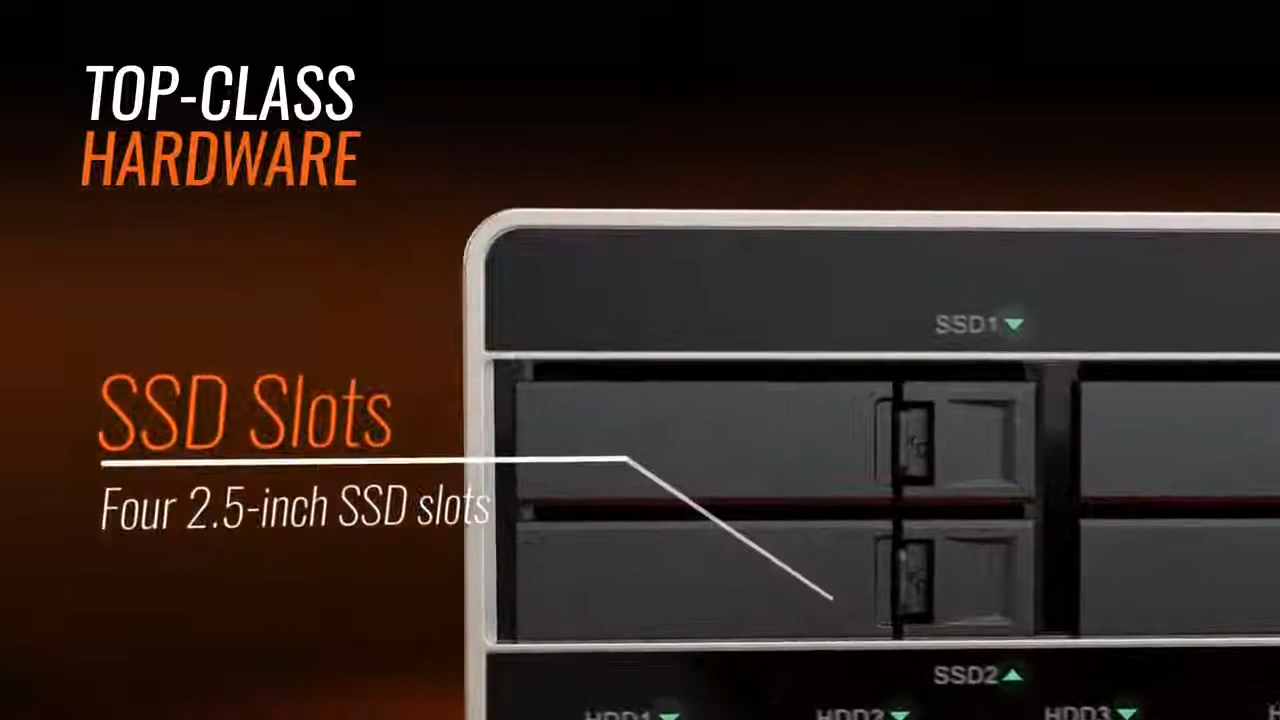 TOP-CLASS
HARDWARE
SSD1
SSD Slots
Four 2.5-inch SSD slots
SSD2
HDD1 HDD2 HDD3